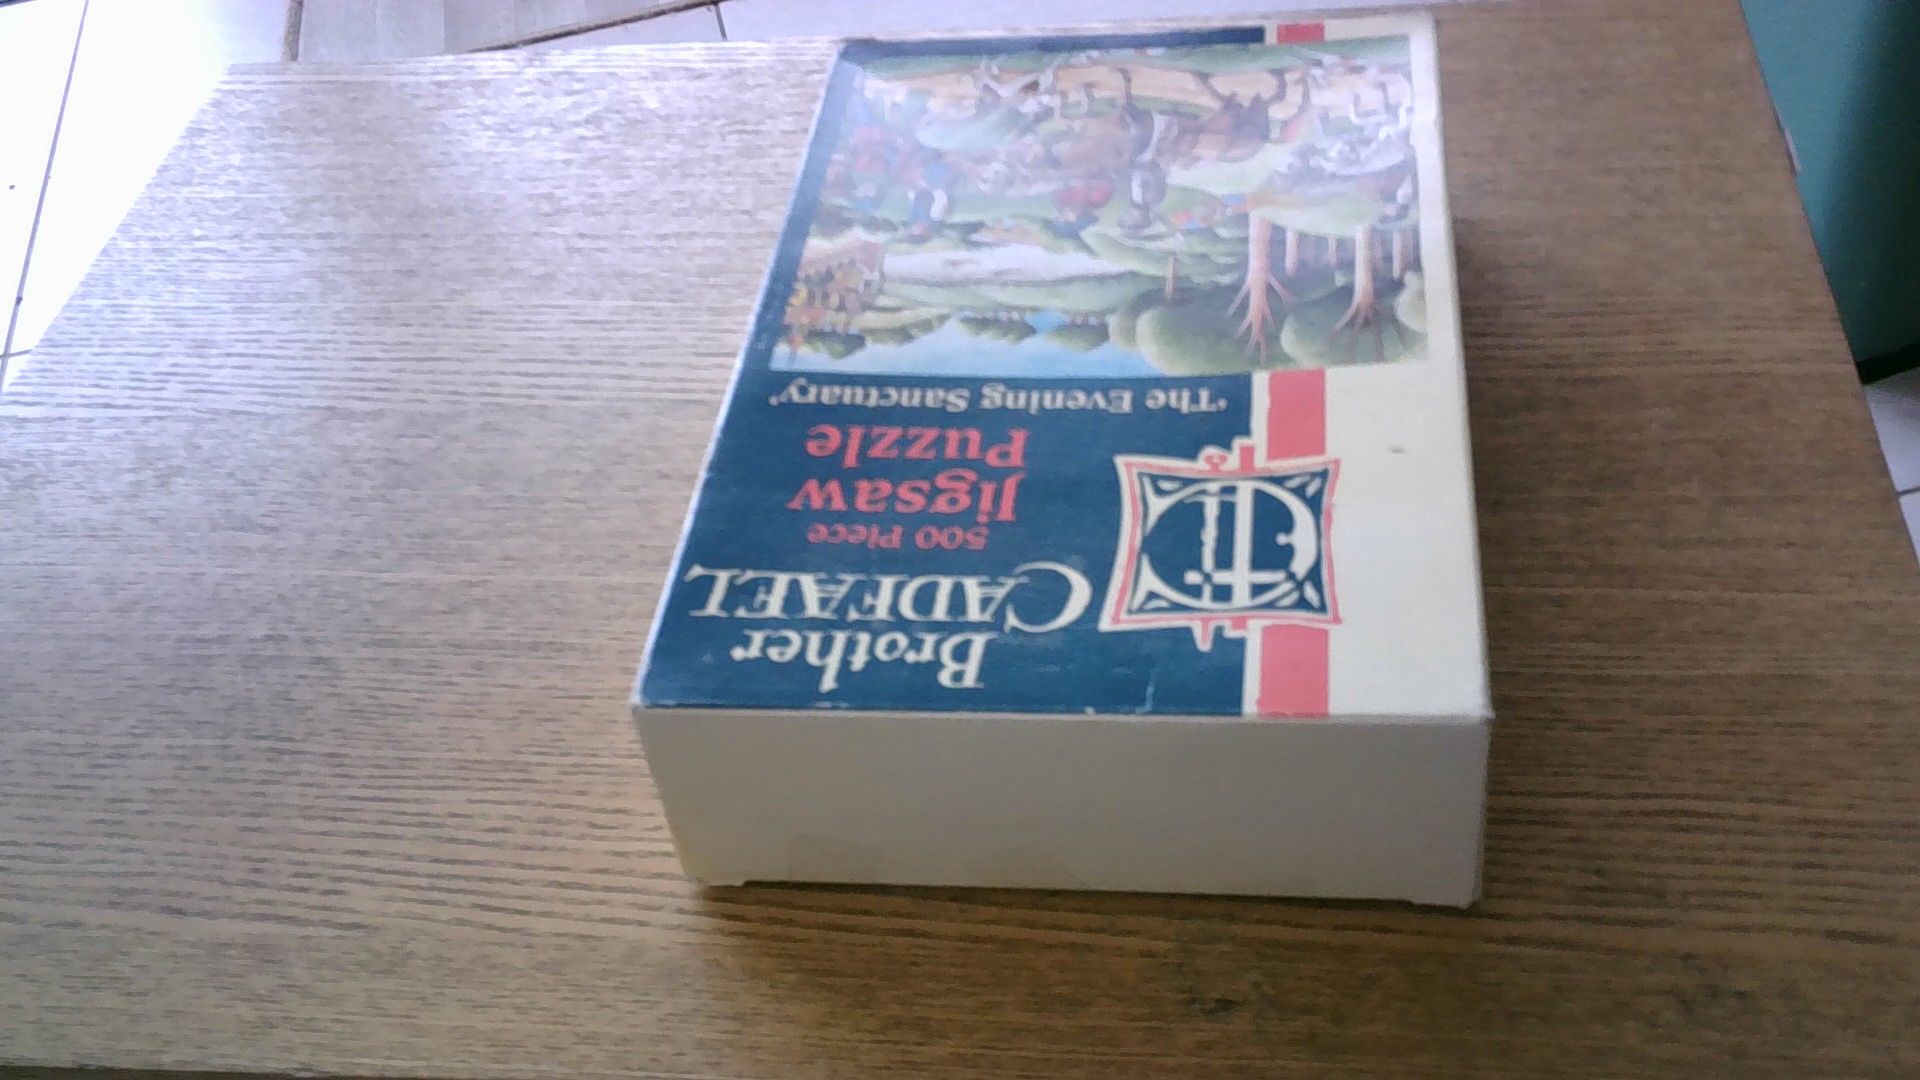 Brother
CADFAEL
500 Piece
Jigsaw
Puzzle
'The Evening Sanctuary'